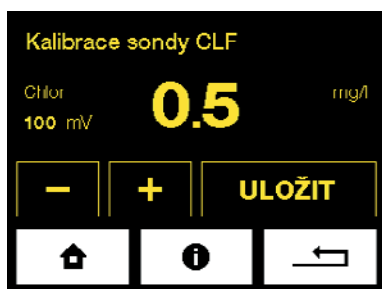 Kalibrace sondy CLF
Chlor
0.5
mg/l
100 mV
− +
ULOŽIT